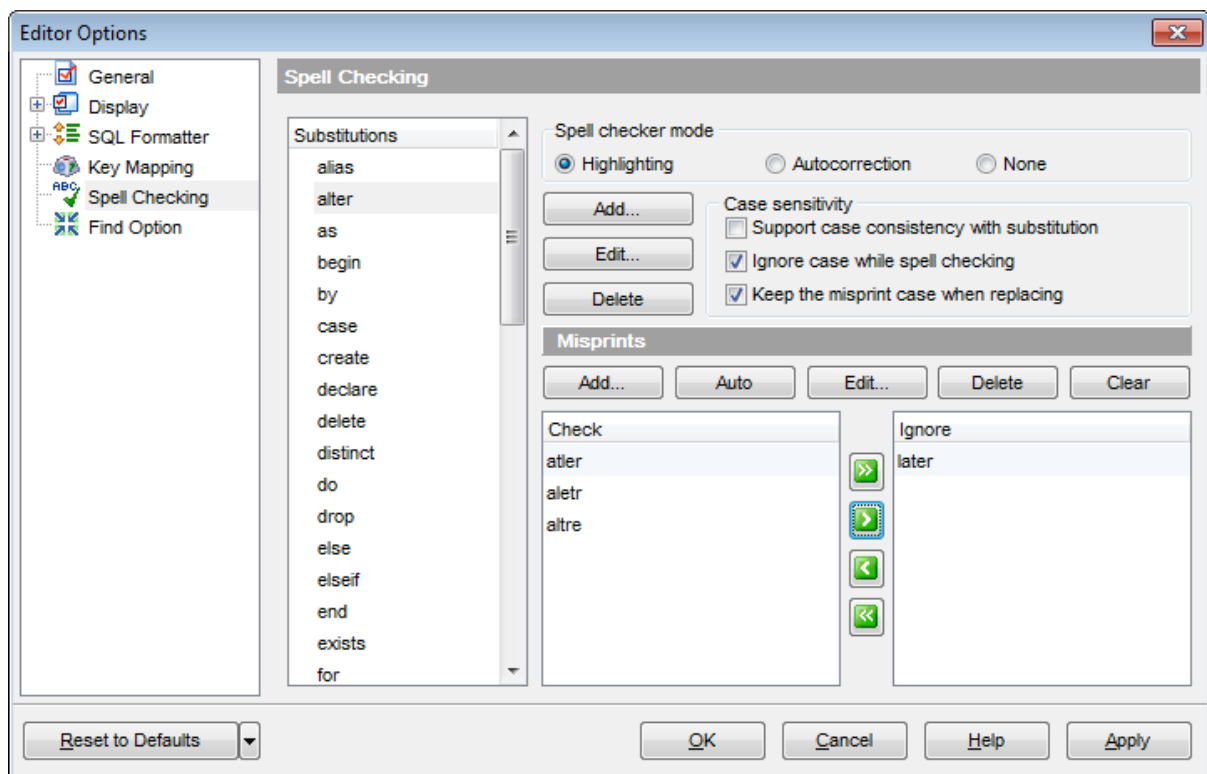 Editor Options
General
Display
SQL Formatter
Key Mapping
ABC
Spell Checking
Find Option
Spell Checking
Substitutions
alias
alter
as
begin
by
case
create
declare
delete
distinct
do
drop
else
elseif
end
exists
for
Spell checker mode
Highlighting Autocorrection None
Add...
Edit...
Delete
Case sensitivity
Support case consistency with substitution
Ignore case while spell checking
Keep the misprint case when replacing
Misprints
Add... Auto Edit... Delete Clear
Check
atler
aletr
altre
Ignore
later
Reset to Defaults OK Cancel Help Apply